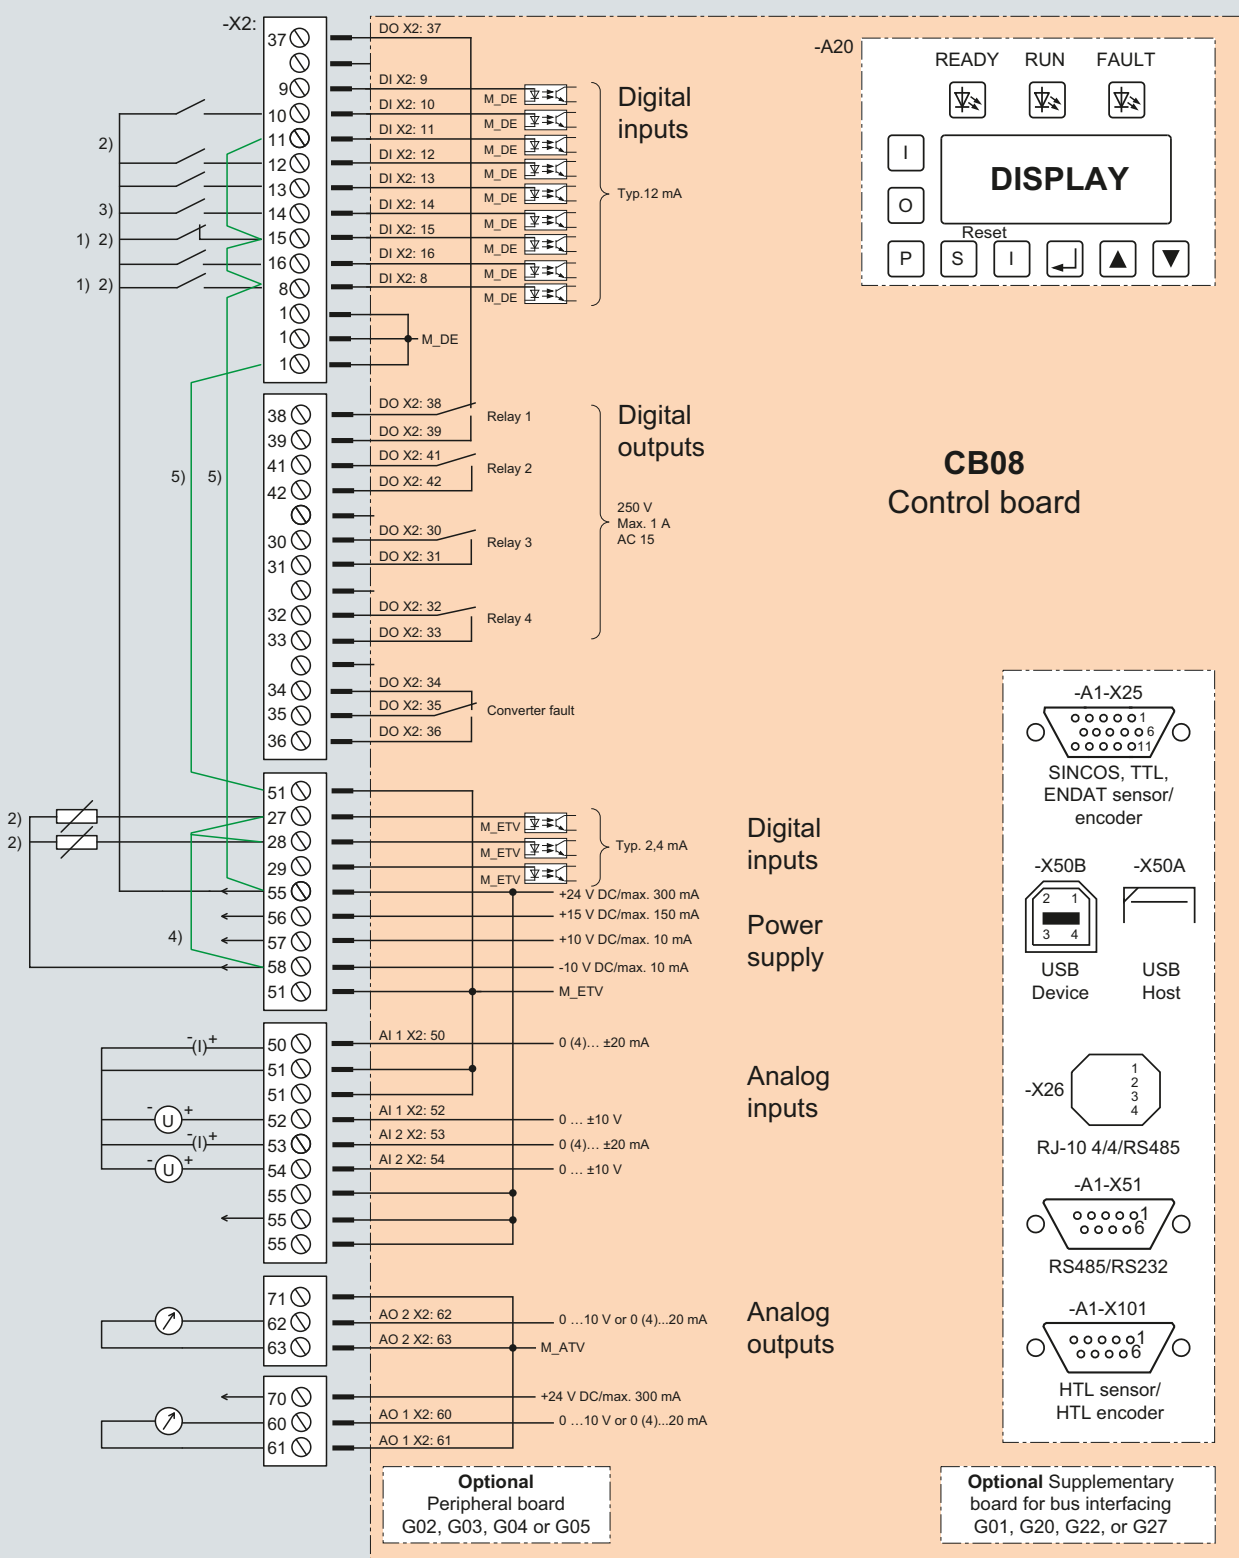 -X2:
37
9
10
11
12
13
14
15
16
8
1
1
1
2)
3)
1) 2)
1) 2)
DO X2: 37
DI X2: 9
DI X2: 10
DI X2: 11
DI X2: 12
DI X2: 13
DI X2: 14
DI X2: 15
DI X2: 16
DI X2: 8
M_DE
M_DE
M_DE
M_DE
M_DE
M_DE
M_DE
M_DE
M_DE
M_DE
Digital
inputs
Typ.12 mA
-A20
READY RUN FAULT
I
DISPLAY
O
Reset
P S I
38
39
41
42
30
31
32
33
34
35
36
5) 5)
DO X2: 38
DO X2: 39
DO X2: 41
DO X2: 42
DO X2: 30
DO X2: 31
DO X2: 32
DO X2: 33
DO X2: 34
DO X2: 35
DO X2: 36
Relay 1
Relay 2
Relay 3
Relay 4
Converter fault
Digital
outputs
250 V
Max. 1 A
AC 15
CB08
Control board
51
27
28
29
55
56
57
58
51
2)
2)
4)
M_ETV
M_ETV
M_ETV
Typ. 2,4 mA
Digital
inputs
+24 V DC/max. 300 mA
+15 V DC/max. 150 mA
+10 V DC/max. 10 mA
-10 V DC/max. 10 mA
M_ETV
Power
supply
50
51
51
52
53
54
55
55
55
- (I) +
- U +
- (I) +
- U +
AI 1 X2: 50
AI 1 X2: 52
AI 2 X2: 53
AI 2 X2: 54
0 (4)… ±20 mA
0 … ±10 V
0 (4)… ±20 mA
0 … ±10 V
Analog
inputs
71
62
63
AO 2 X2: 62
AO 2 X2: 63
0 …10 V or 0 (4)...20 mA
M_ATV
Analog
outputs
70
60
61
AO 1 X2: 60
AO 1 X2: 61
+24 V DC/max. 300 mA
0 …10 V or 0 (4)...20 mA
-A1-X25
1
6
11
SINCOS, TTL,
ENDAT sensor/
encoder
-X50B -X50A
2 1
3 4
USB
Device
USB
Host
-X26
1
2
3
4
RJ-10 4/4/RS485
-A1-X51
1
6
RS485/RS232
-A1-X101
1
6
HTL sensor/
HTL encoder
Optional
Peripheral board
G02, G03, G04 or G05
Optional Supplementary
board for bus interfacing
G01, G20, G22, or G27